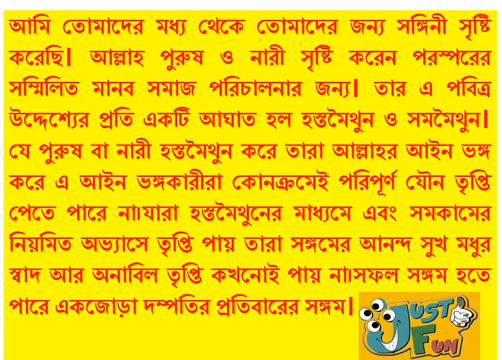 আমি তোমাদের মধ্য থেকে তোমাদের জন্য সঙ্গিনী সৃষ্টি
করেছি। আল্লাহ পুরুষ ও নারী সৃষ্টি করেন পরস্পরের
সম্মিলিত মানব সমাজ পরিচালনার জন্য। তার এ পবিত্র
উদ্দেশ্যের প্রতি একটি আঘাত হল হস্তমৈথুন ও সমমৈথুন।
যে পুরুষ বা নারী হস্তমৈথুন করে তারা আল্লাহর আইন ভঙ্গ
করে এ আইন ভঙ্গকারীরা কোনক্রমেই পরিপূর্ণ যৌন তৃপ্তি
পেতে পারে না।যারা হস্তমৈথুনের মাধ্যমে এবং সমকামের
নিয়মিত অভ্যাসে তৃপ্তি পায় তারা সঙ্গমের আনন্দ সুখ মধুর
স্বাদ আর অনাবিল তৃপ্তি কখনোই পায় না।সফল সঙ্গম হতে
পারে একজোড়া দম্পতির প্রতিবারের সঙ্গম।
JUST
FUN